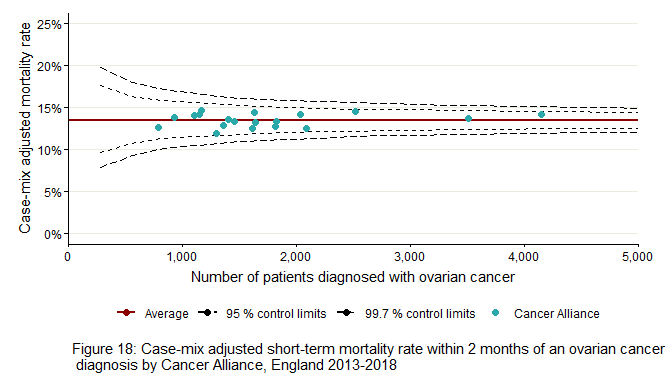 Case-mix adjusted mortality rate
25%
20%
15%
10%
5%
0%
0 1,000 2,000 3,000 4,000 5,000
Number of patients diagnosed with ovarian cancer
Average 95 % control limits 99.7 % control limits Cancer Alliance
Figure 18: Case-mix adjusted short-term mortality rate within 2 months of an ovarian cancer
diagnosis by Cancer Alliance, England 2013-2018